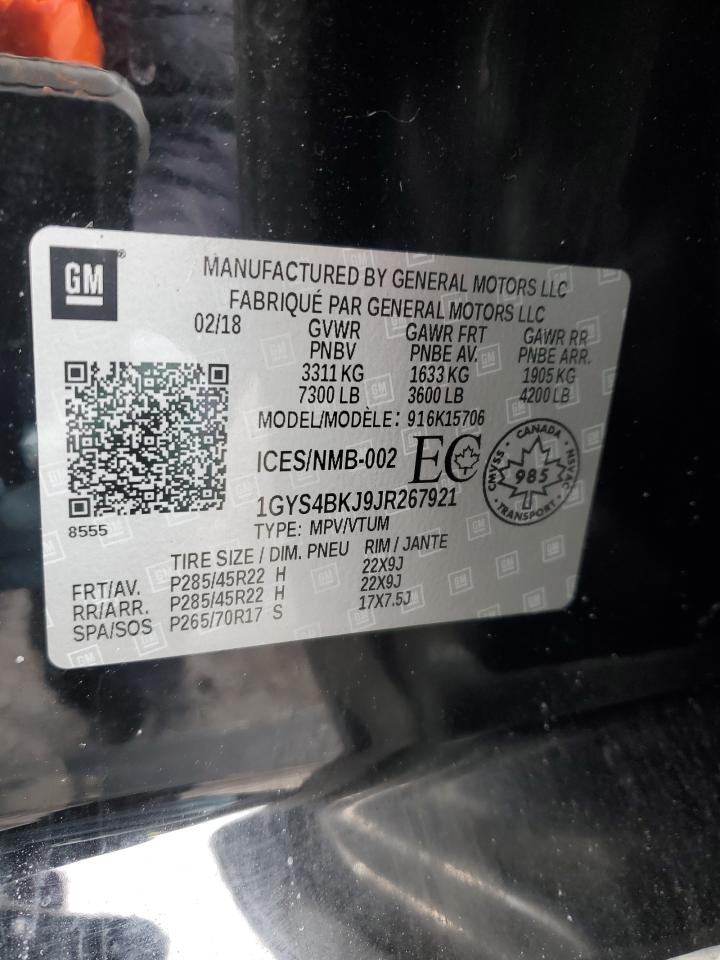 GM®
MANUFACTURED BY GENERAL MOTORS LLC
FABRIQUÉ PAR GENERAL MOTORS LLC
02/18 GVWR GAWR FRT GAWR RR
PNBV PNBE AV. PNBE ARR.
3311 KG 1633 KG 1905 KG
7300 LB 3600 LB 4200 LB
MODEL/MODÈLE: 916K15706
ICES/NMB-002 EC
CANADA
CMVSS 985 NSVAC
TRANSPORT
1GYS4BKJ9JR267921
8555
TYPE: MPV/VTUM
TIRE SIZE / DIM. PNEU RIM / JANTE
FRT/AV. P285/45R22 H 22X9J
RR/ARR. P285/45R22 H 22X9J
SPA/SOS P265/70R17 S 17X7.5J